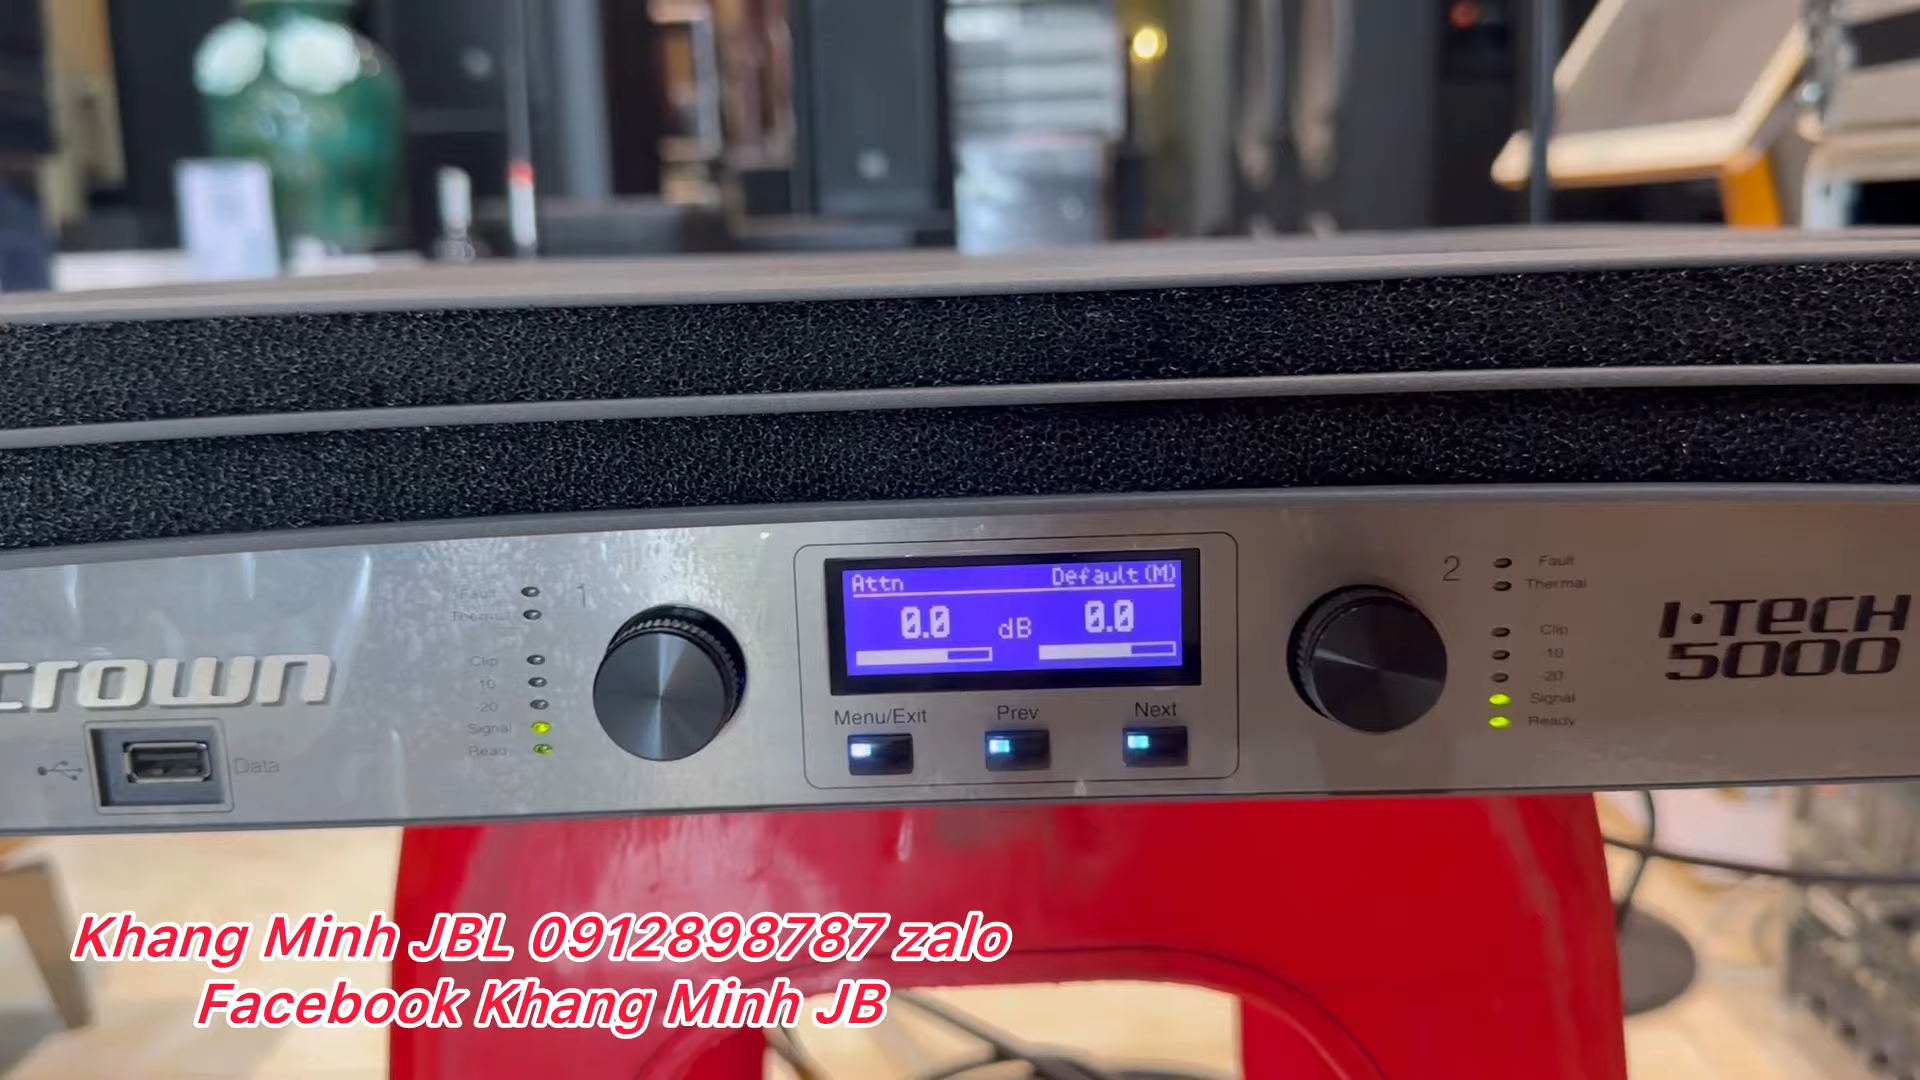 Attn Default (M)
0.0 dB 0.0
1
Fault
Thermal
Clip
10
-20
Signal
Read
2
Fault
Thermal
Clip
-10
-20
Signal
Ready
crown
I·TECH
5000
Menu/Exit Prev Next
Data
Khang Minh JBL 0912898787 zalo
Facebook Khang Minh JB